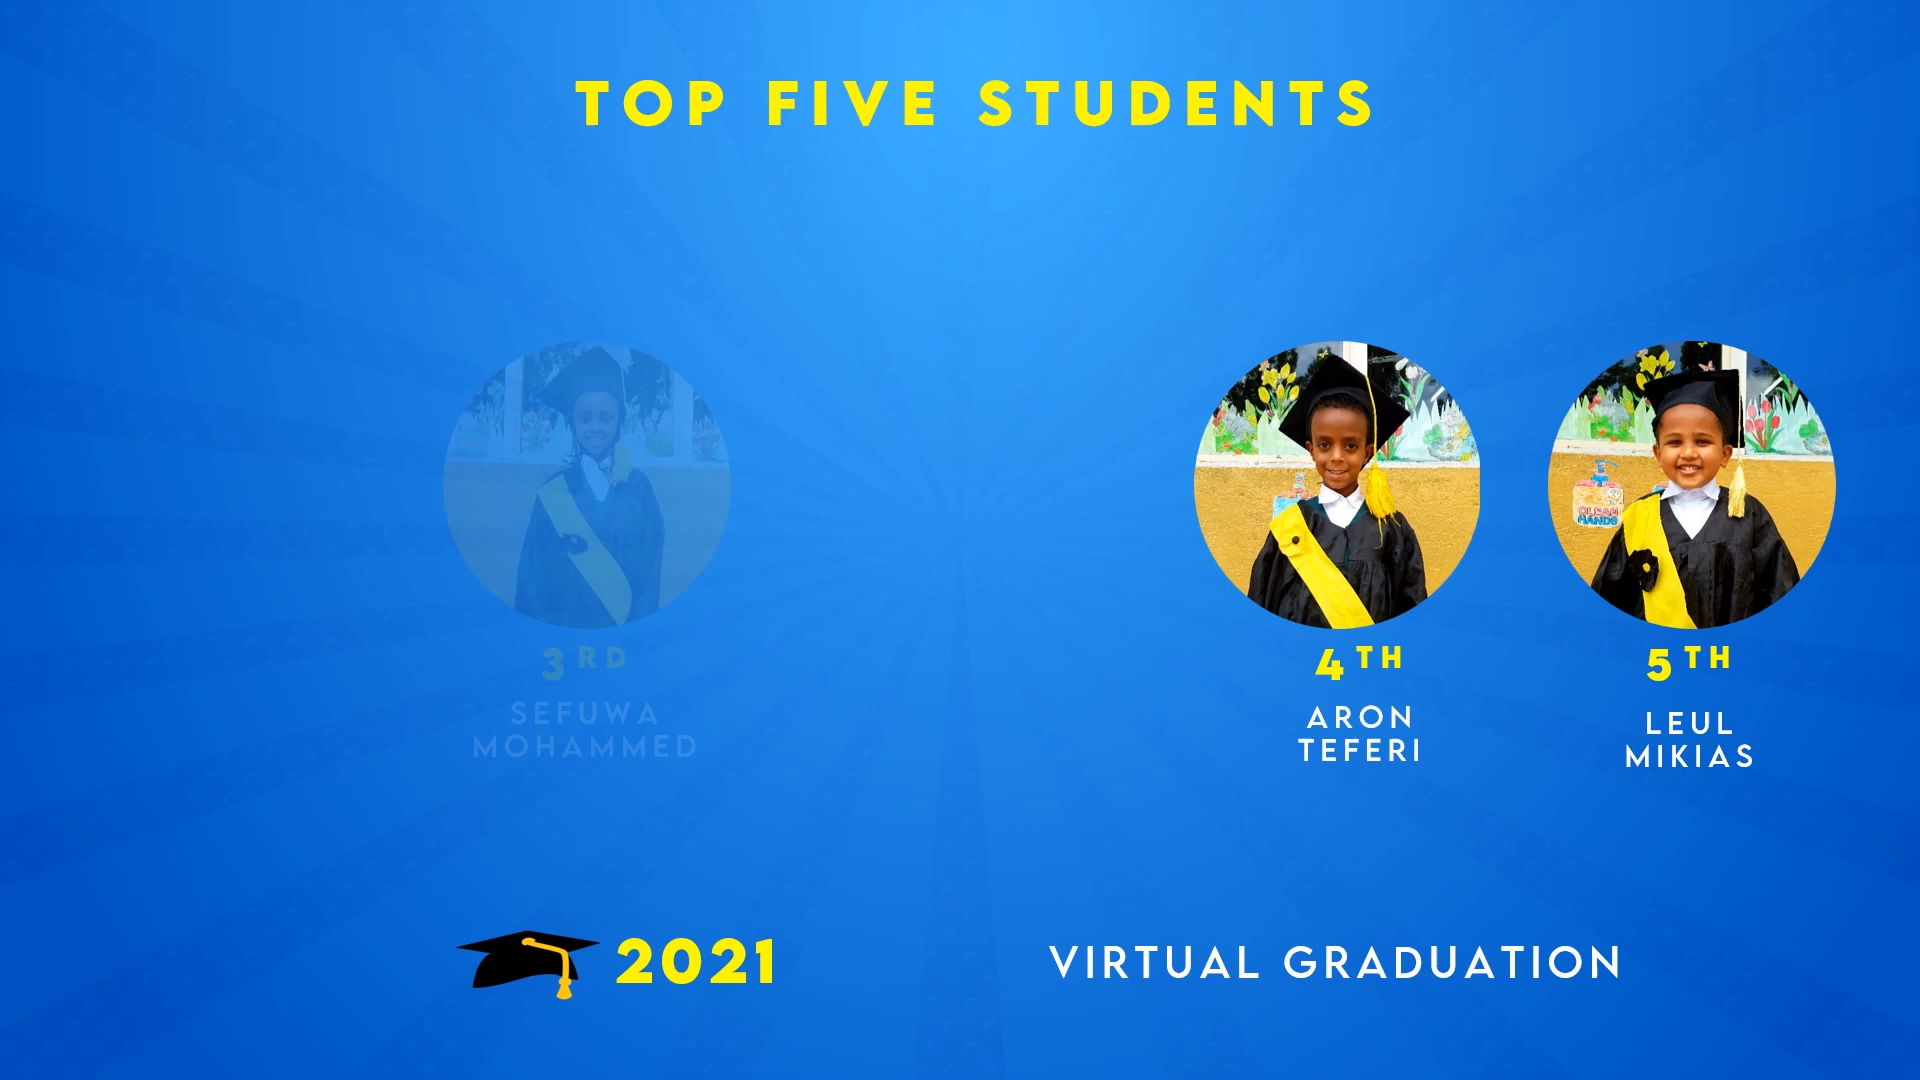 TOP FIVE STUDENTS
3RD
SEFUWA
MOHAMMED
4TH
ARON
TEFERI
5TH
LEUL
MIKIAS
2021
VIRTUAL GRADUATION